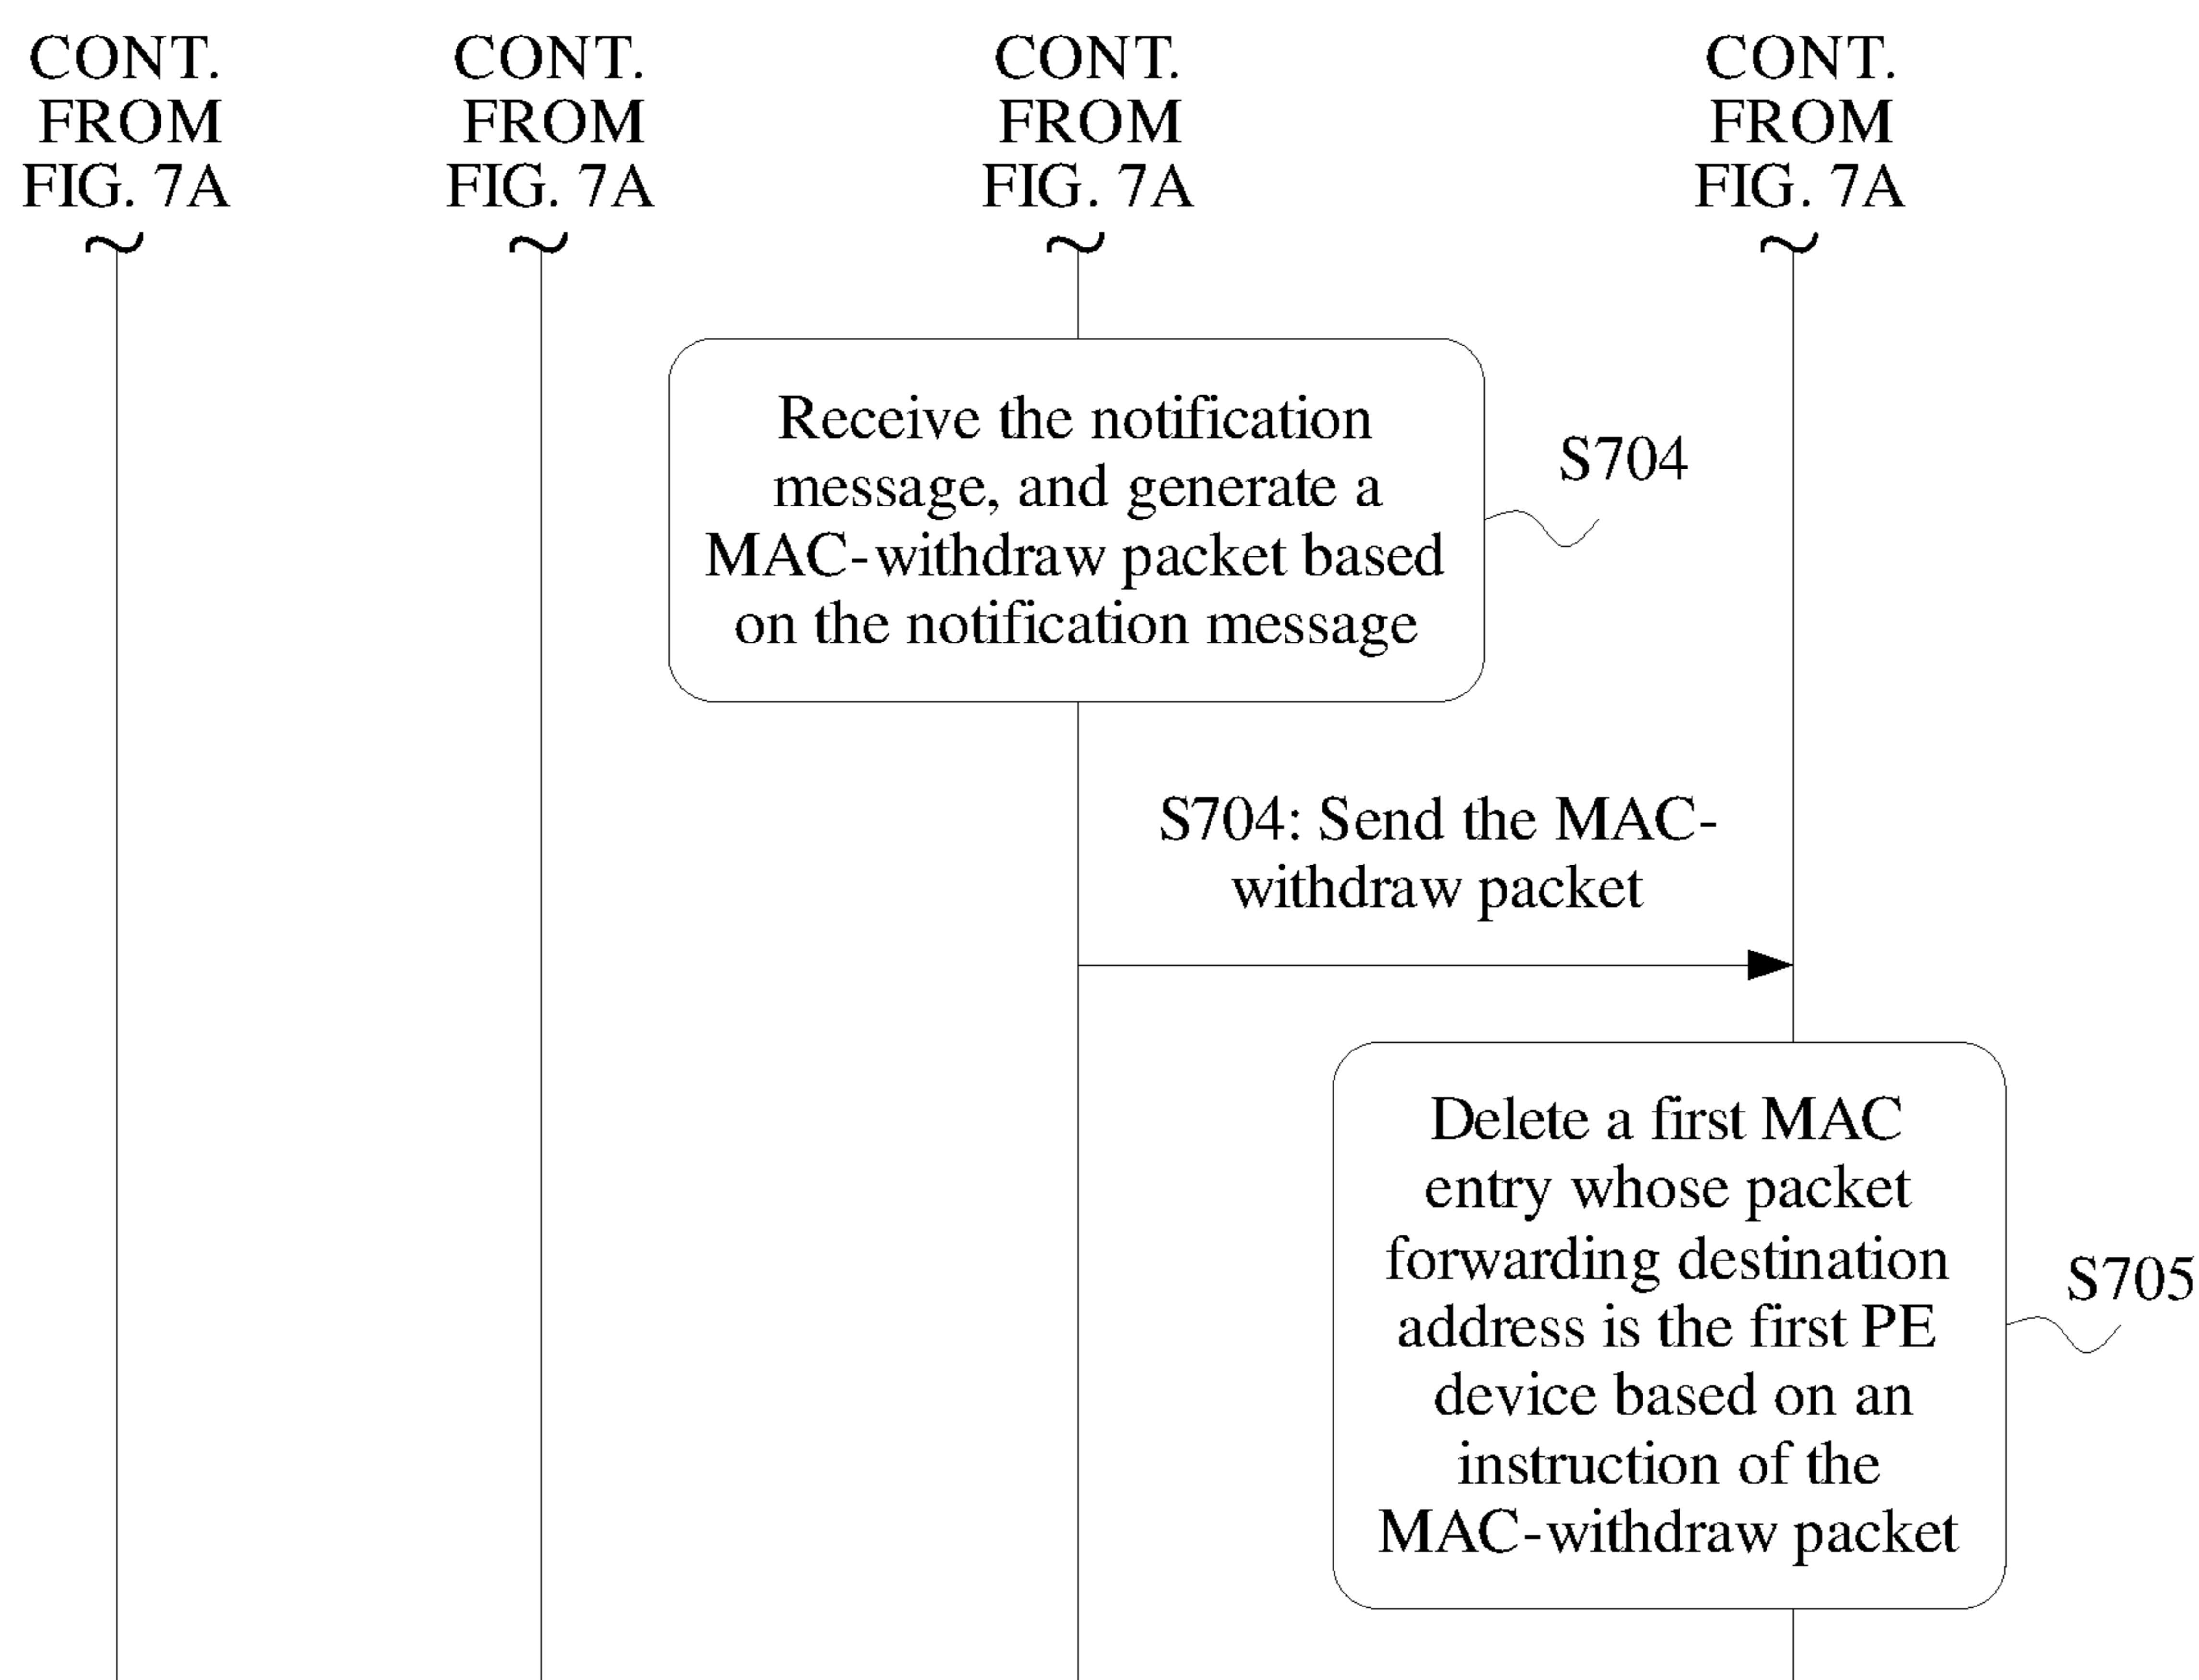 CONT.
FROM
FIG. 7A
CONT.
FROM
FIG. 7A
CONT.
FROM
FIG. 7A
CONT.
FROM
FIG. 7A
Receive the notification
message, and generate a
MAC-withdraw packet based
on the notification message
S704
S704: Send the MAC-
withdraw packet
Delete a first MAC
entry whose packet
forwarding destination
address is the first PE
device based on an
instruction of the
MAC-withdraw packet
S705